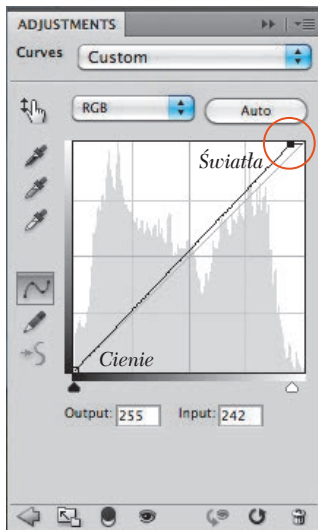 ADJUSTMENTS
Curves Custom
RGB Auto
Światła
Cienie
Output: 255 Input: 242